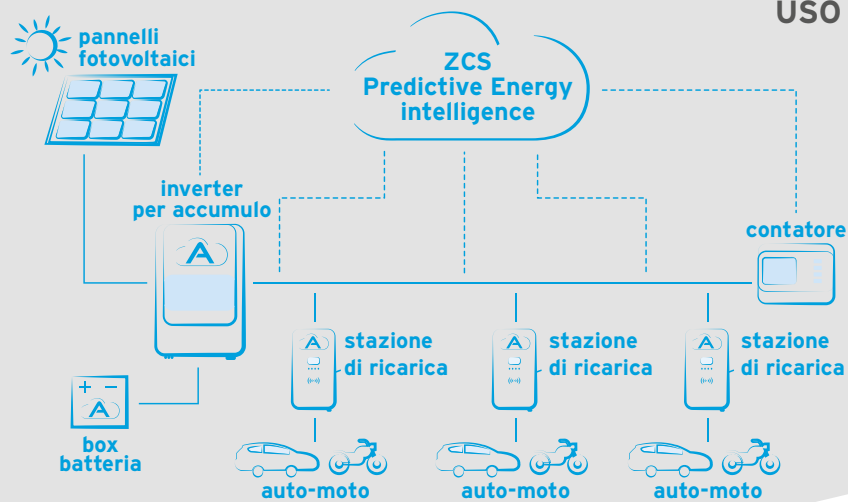 USO
pannelli
fotovoltaici
ZCS
Predictive Energy
intelligence
inverter
per accumulo
A
contatore
A
stazione
di ricarica
A
stazione
di ricarica
A
stazione
di ricarica
+ −
A
box
batteria
auto-moto
auto-moto
auto-moto